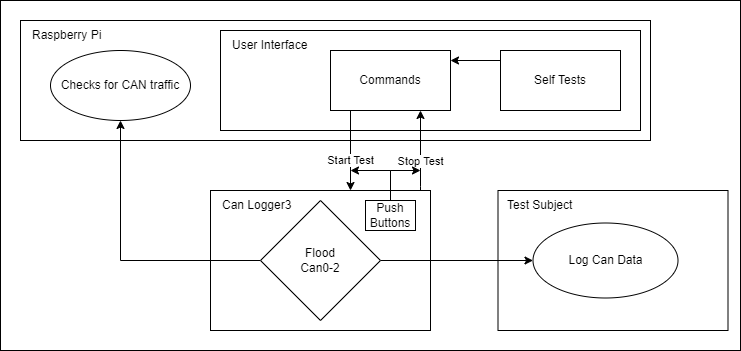 Raspberry Pi
User Interface
Checks for CAN traffic
Commands
Self Tests
Start Test
Stop Test
Can Logger3
Push
Buttons
Test Subject
Flood
Can0-2
Log Can Data